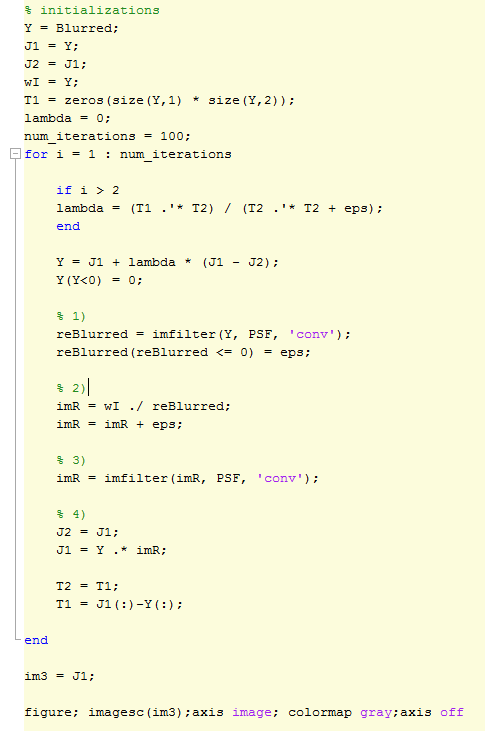 % initializations
Y = Blurred;
J1 = Y;
J2 = J1;
wI = Y;
T1 = zeros(size(Y,1) * size(Y,2));
lambda = 0;
num_iterations = 100;
for i = 1 : num_iterations
if i > 2
lambda = (T1 .'* T2) / (T2 .'* T2 + eps);
end
Y = J1 + lambda * (J1 - J2);
Y(Y<0) = 0;
% 1)
reBlurred = imfilter(Y, PSF, 'conv');
reBlurred(reBlurred <= 0) = eps;
% 2)
imR = wI ./ reBlurred;
imR = imR + eps;
% 3)
imR = imfilter(imR, PSF, 'conv');
% 4)
J2 = J1;
J1 = Y .* imR;
T2 = T1;
T1 = J1(:)-Y(:);
end
im3 = J1;
figure; imagesc(im3);axis image; colormap gray;axis off